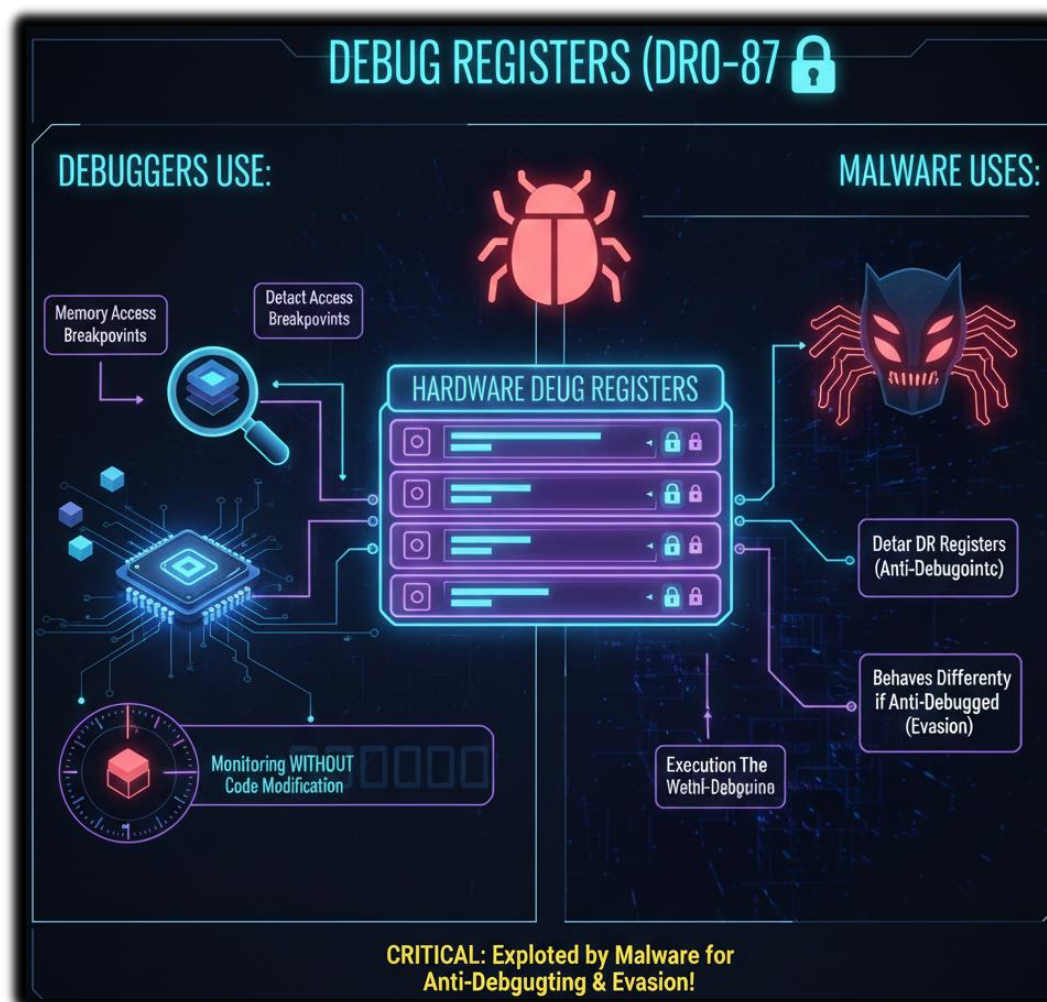 DEBUG REGISTERS (DR0-87
DEBUGGERS USE:
MALWARE USES:
Memory Access
Breakpovints
Detact Access
Breakpovints
HARDWARE DEUG REGISTERS
Detar DR Registers
(Anti-Debugointc)
Behaves Differenty
if Anti-Debugged
(Evasion)
Monitoring WITHOUT
Code Modification
Execution The
Wethl-Debouine
CRITICAL: Exploted by Malware for
Anti-Debgugting & Evasion!